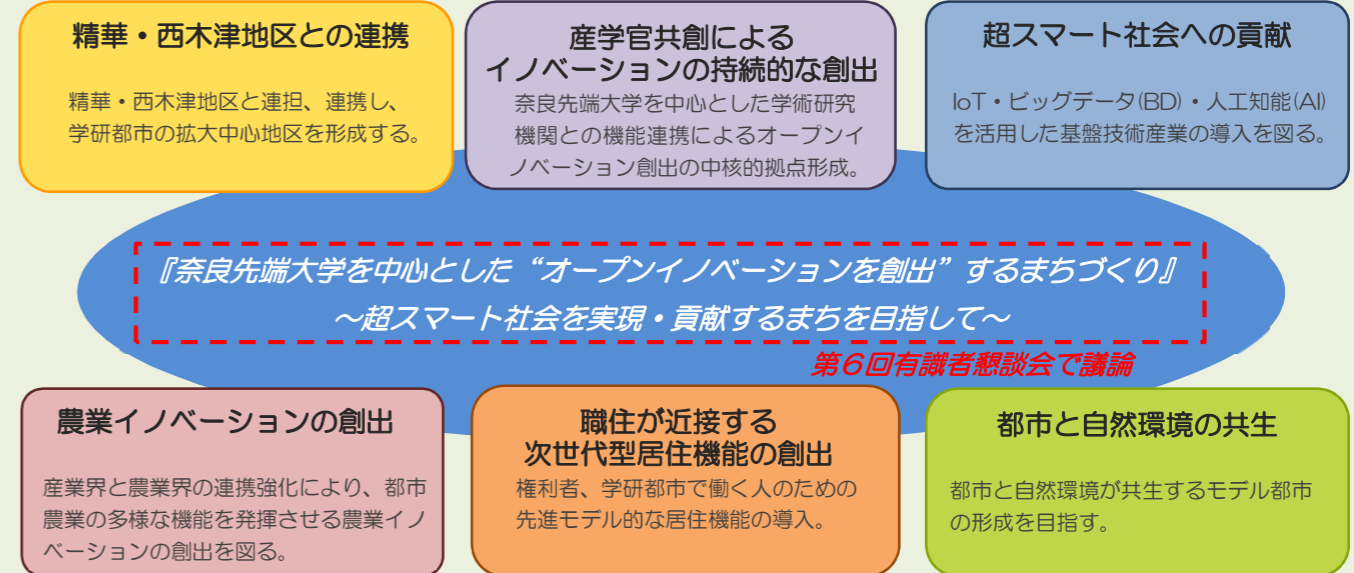 精華・西木津地区との連携
精華・西木津地区と連担、連携し、
学研都市の拡大中心地区を形成する。
産学官共創による
イノベーションの持続的な創出
奈良先端大学を中心とした学術研究
機関との機能連携によるオープンイ
ノベーション創出の中核的拠点形成。
超スマート社会への貢献
IoT・ビッグデータ(BD)・人工知能(AI)
を活用した基盤技術産業の導入を図る。
『奈良先端大学を中心とした“オープンイノベーションを創出”するまちづくり』
～超スマート社会を実現・貢献するまちを目指して～
第6回有識者懇談会で議論
農業イノベーションの創出
産業界と農業界の連携強化により、都市
農業の多様な機能を発揮させる農業イノ
ベーションの創出を図る。
職住が近接する
次世代型居住機能の創出
権利者、学研都市で働く人のための
先進モデル的な居住機能の導入。
都市と自然環境の共生
都市と自然環境が共生するモデル都市
の形成を目指す。